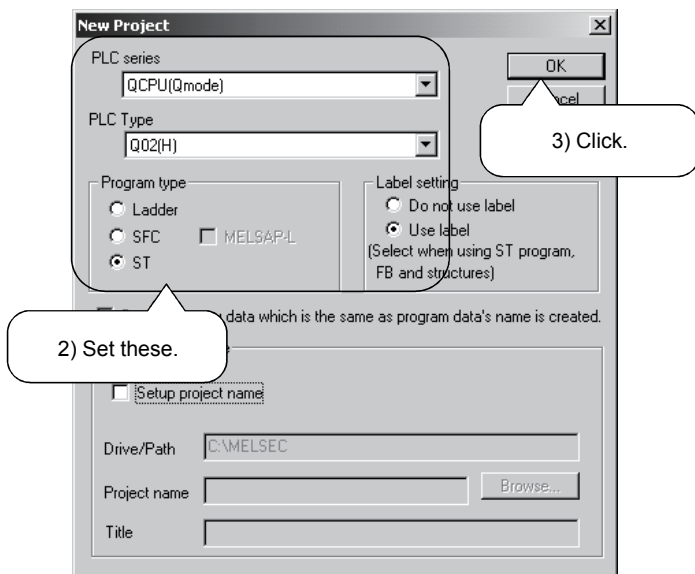 New Project
PLC series
QCPU(Qmode)
OK
PLC Type
Q02(H)
3) Click.
Program type
Ladder
SFC
MELSAP-L
ST
Label setting
Do not use label
Use label
(Select when using ST program,
FB and structures)
data which is the same as program data's name is created.
2) Set these.
Setup project name
Drive/Path
C:\MELSEC
Project name
Browse...
Title